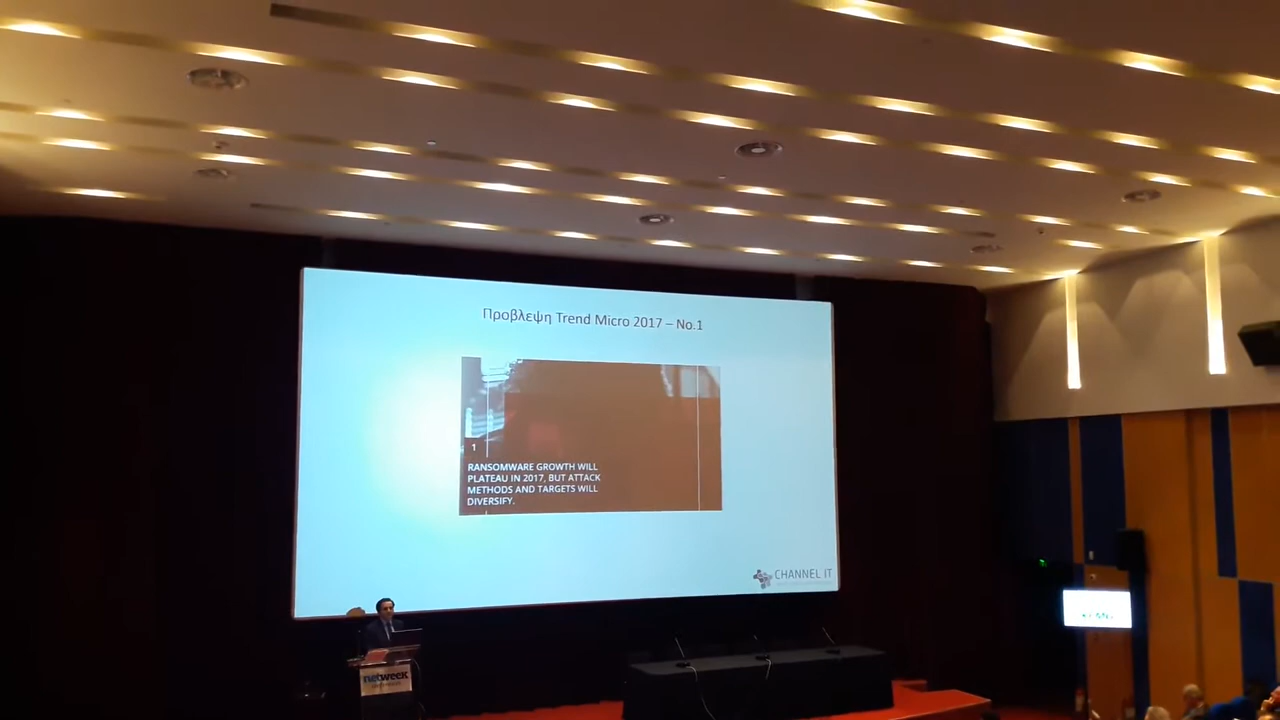 Προβλεψη Trend Micro 2017 – No.1
1
RANSOMWARE GROWTH WILL
PLATEAU IN 2017, BUT ATTACK
METHODS AND TARGETS WILL
DIVERSIFY.
CHANNEL IT
netweek